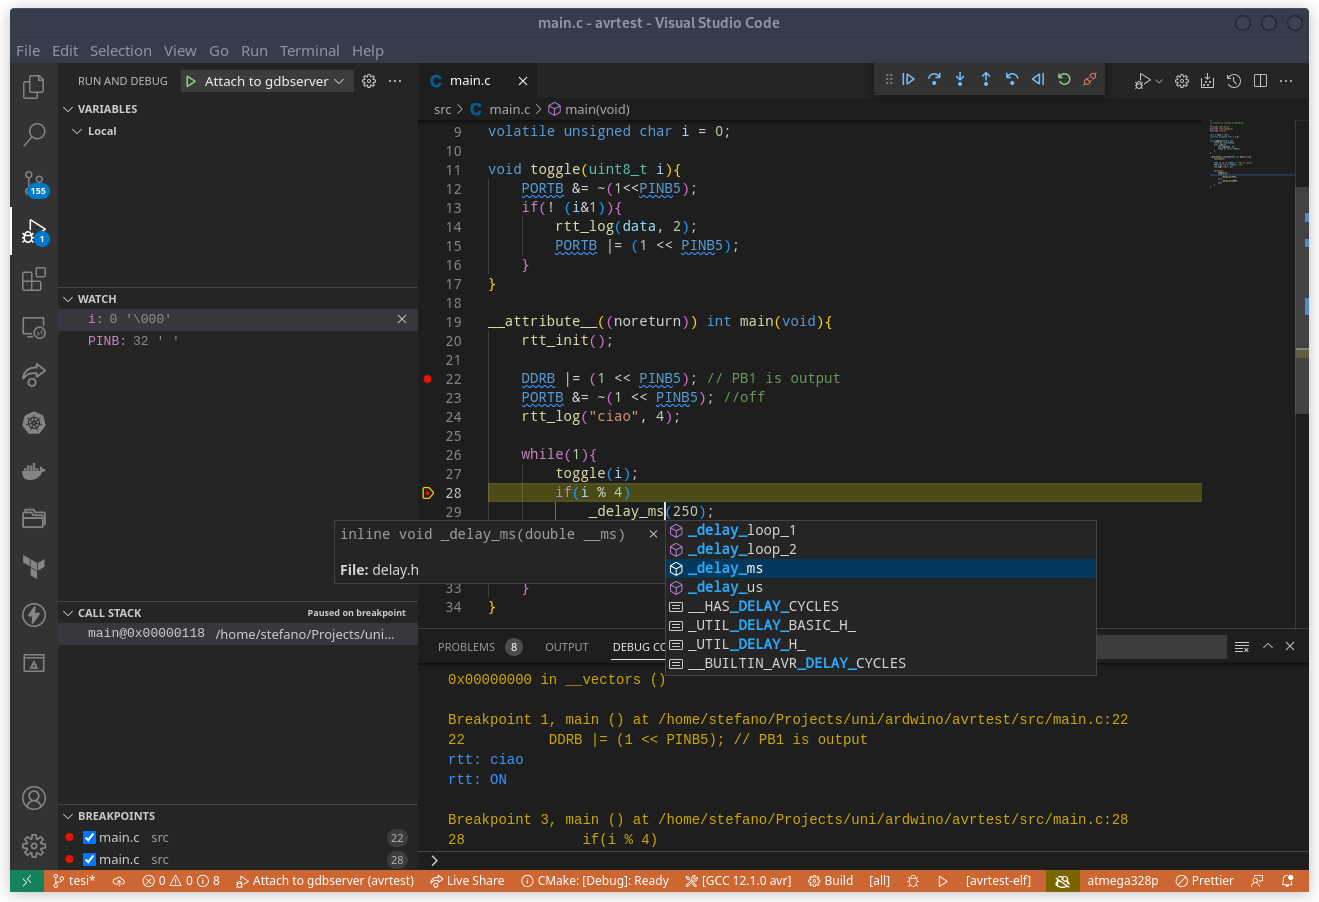 main.c - avrtest - Visual Studio Code
File Edit Selection View Go Run Terminal Help
RUN AND DEBUG Attach to gdbserver
VARIABLES
Local
155
1
WATCH
i: 0 '\000'
PINB: 32 ' '
CALL STACK Paused on breakpoint
main@0x00000118 /home/stefano/Projects/uni...
BREAKPOINTS
main.c src 22
main.c src 28
main.c
src > main.c > main(void)
9 volatile unsigned char i = 0;
10
11 void toggle(uint8_t i){
12 PORTB &= ~(1<<PINB5);
13 if(! (i&1)){
14 rtt_log(data, 2);
15 PORTB |= (1 << PINB5);
16 }
17 }
18
19 __attribute__((noreturn)) int main(void){
20 rtt_init();
21
22 DDRB |= (1 << PINB5); // PB1 is output
23 PORTB &= ~(1 << PINB5); //off
24 rtt_log("ciao", 4);
25
26 while(1){
27 toggle(i);
28 if(i % 4)
29 _delay_ms(250);
inline void _delay_ms(double __ms)
File: delay.h
_delay_loop_1
_delay_loop_2
_delay_ms
_delay_us
__HAS_DELAY_CYCLES
_UTIL_DELAY_BASIC_H_
_UTIL_DELAY_H_
__BUILTIN_AVR_DELAY_CYCLES
33 }
34 }
PROBLEMS 8 OUTPUT DEBUG CO
0x00000000 in __vectors ()
Breakpoint 1, main () at /home/stefano/Projects/uni/ardwino/avrtest/src/main.c:22
22 DDRB |= (1 << PINB5); // PB1 is output
rtt: ciao
rtt: ON
Breakpoint 3, main () at /home/stefano/Projects/uni/ardwino/avrtest/src/main.c:28
28 if(i % 4)
>
tesi* 0 0 8 Attach to gdbserver (avrtest) Live Share CMake: [Debug]: Ready [GCC 12.1.0 avr] Build [all] [avrtest-elf] atmega328p Prettier